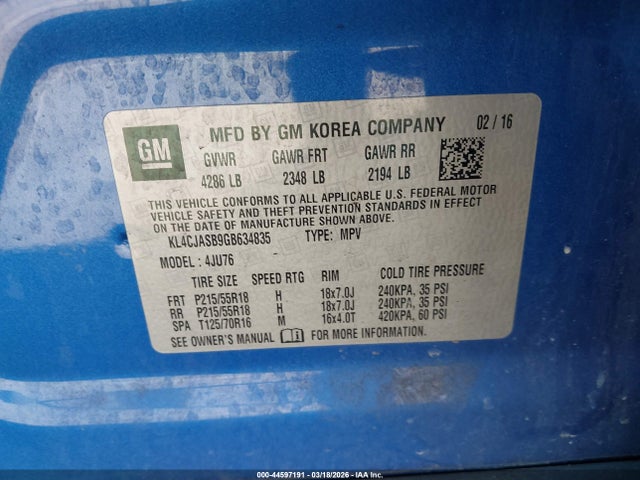 GM
MFD BY GM KOREA COMPANY 02 / 16
GVWR GAWR FRT GAWR RR
4286 LB 2348 LB 2194 LB
THIS VEHICLE CONFORMS TO ALL APPLICABLE U.S. FEDERAL MOTOR
VEHICLE SAFETY AND THEFT PREVENTION STANDARDS IN EFFECT
ON THE DATE OF MANUFACTURE SHOWN ABOVE.
KL4CJASB9GB634835 TYPE: MPV
MODEL : 4JU76
TIRE SIZE SPEED RTG RIM COLD TIRE PRESSURE
FRT P215/55R18 H 18x7.0J 240KPA, 35 PSI
RR P215/55R18 H 18x7.0J 240KPA, 35 PSI
SPA T125/70R16 M 16x4.0T 420KPA, 60 PSI
SEE OWNER'S MANUAL FOR MORE INFORMATION
000-44597191 - 03/18/2026 - IAA, Inc.